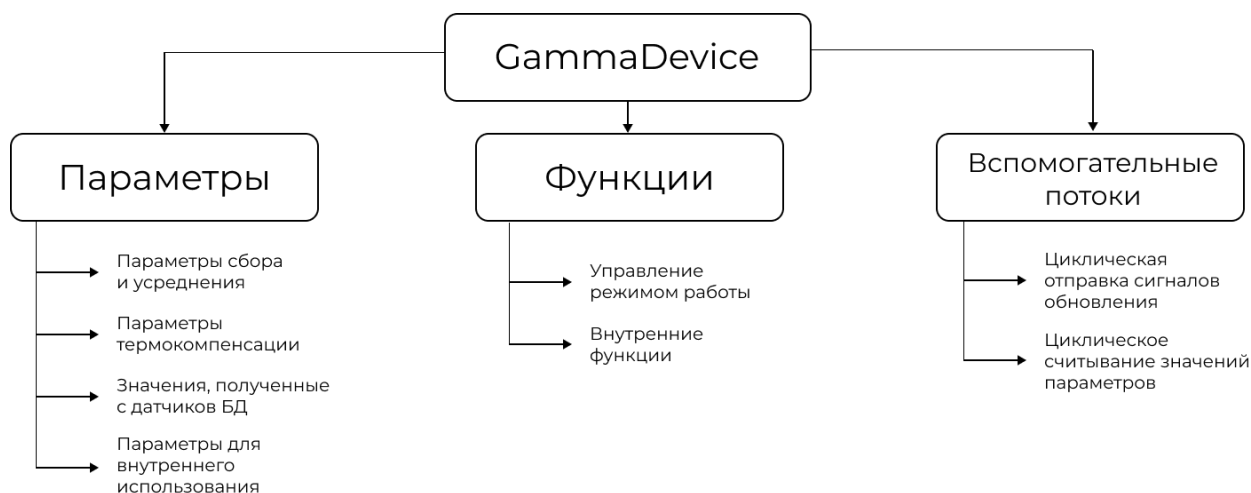 GammaDevice
Параметры
Параметры сбора
и усреднения
Параметры
термокомпенсации
Значения, полученные
с датчиков БД
Параметры для
внутреннего
использования
Функции
Управление
режимом работы
Внутренние
функции
Вспомогательные
потоки
Циклическая
отправка сигналов
обновления
Циклическое
считывание значений
параметров